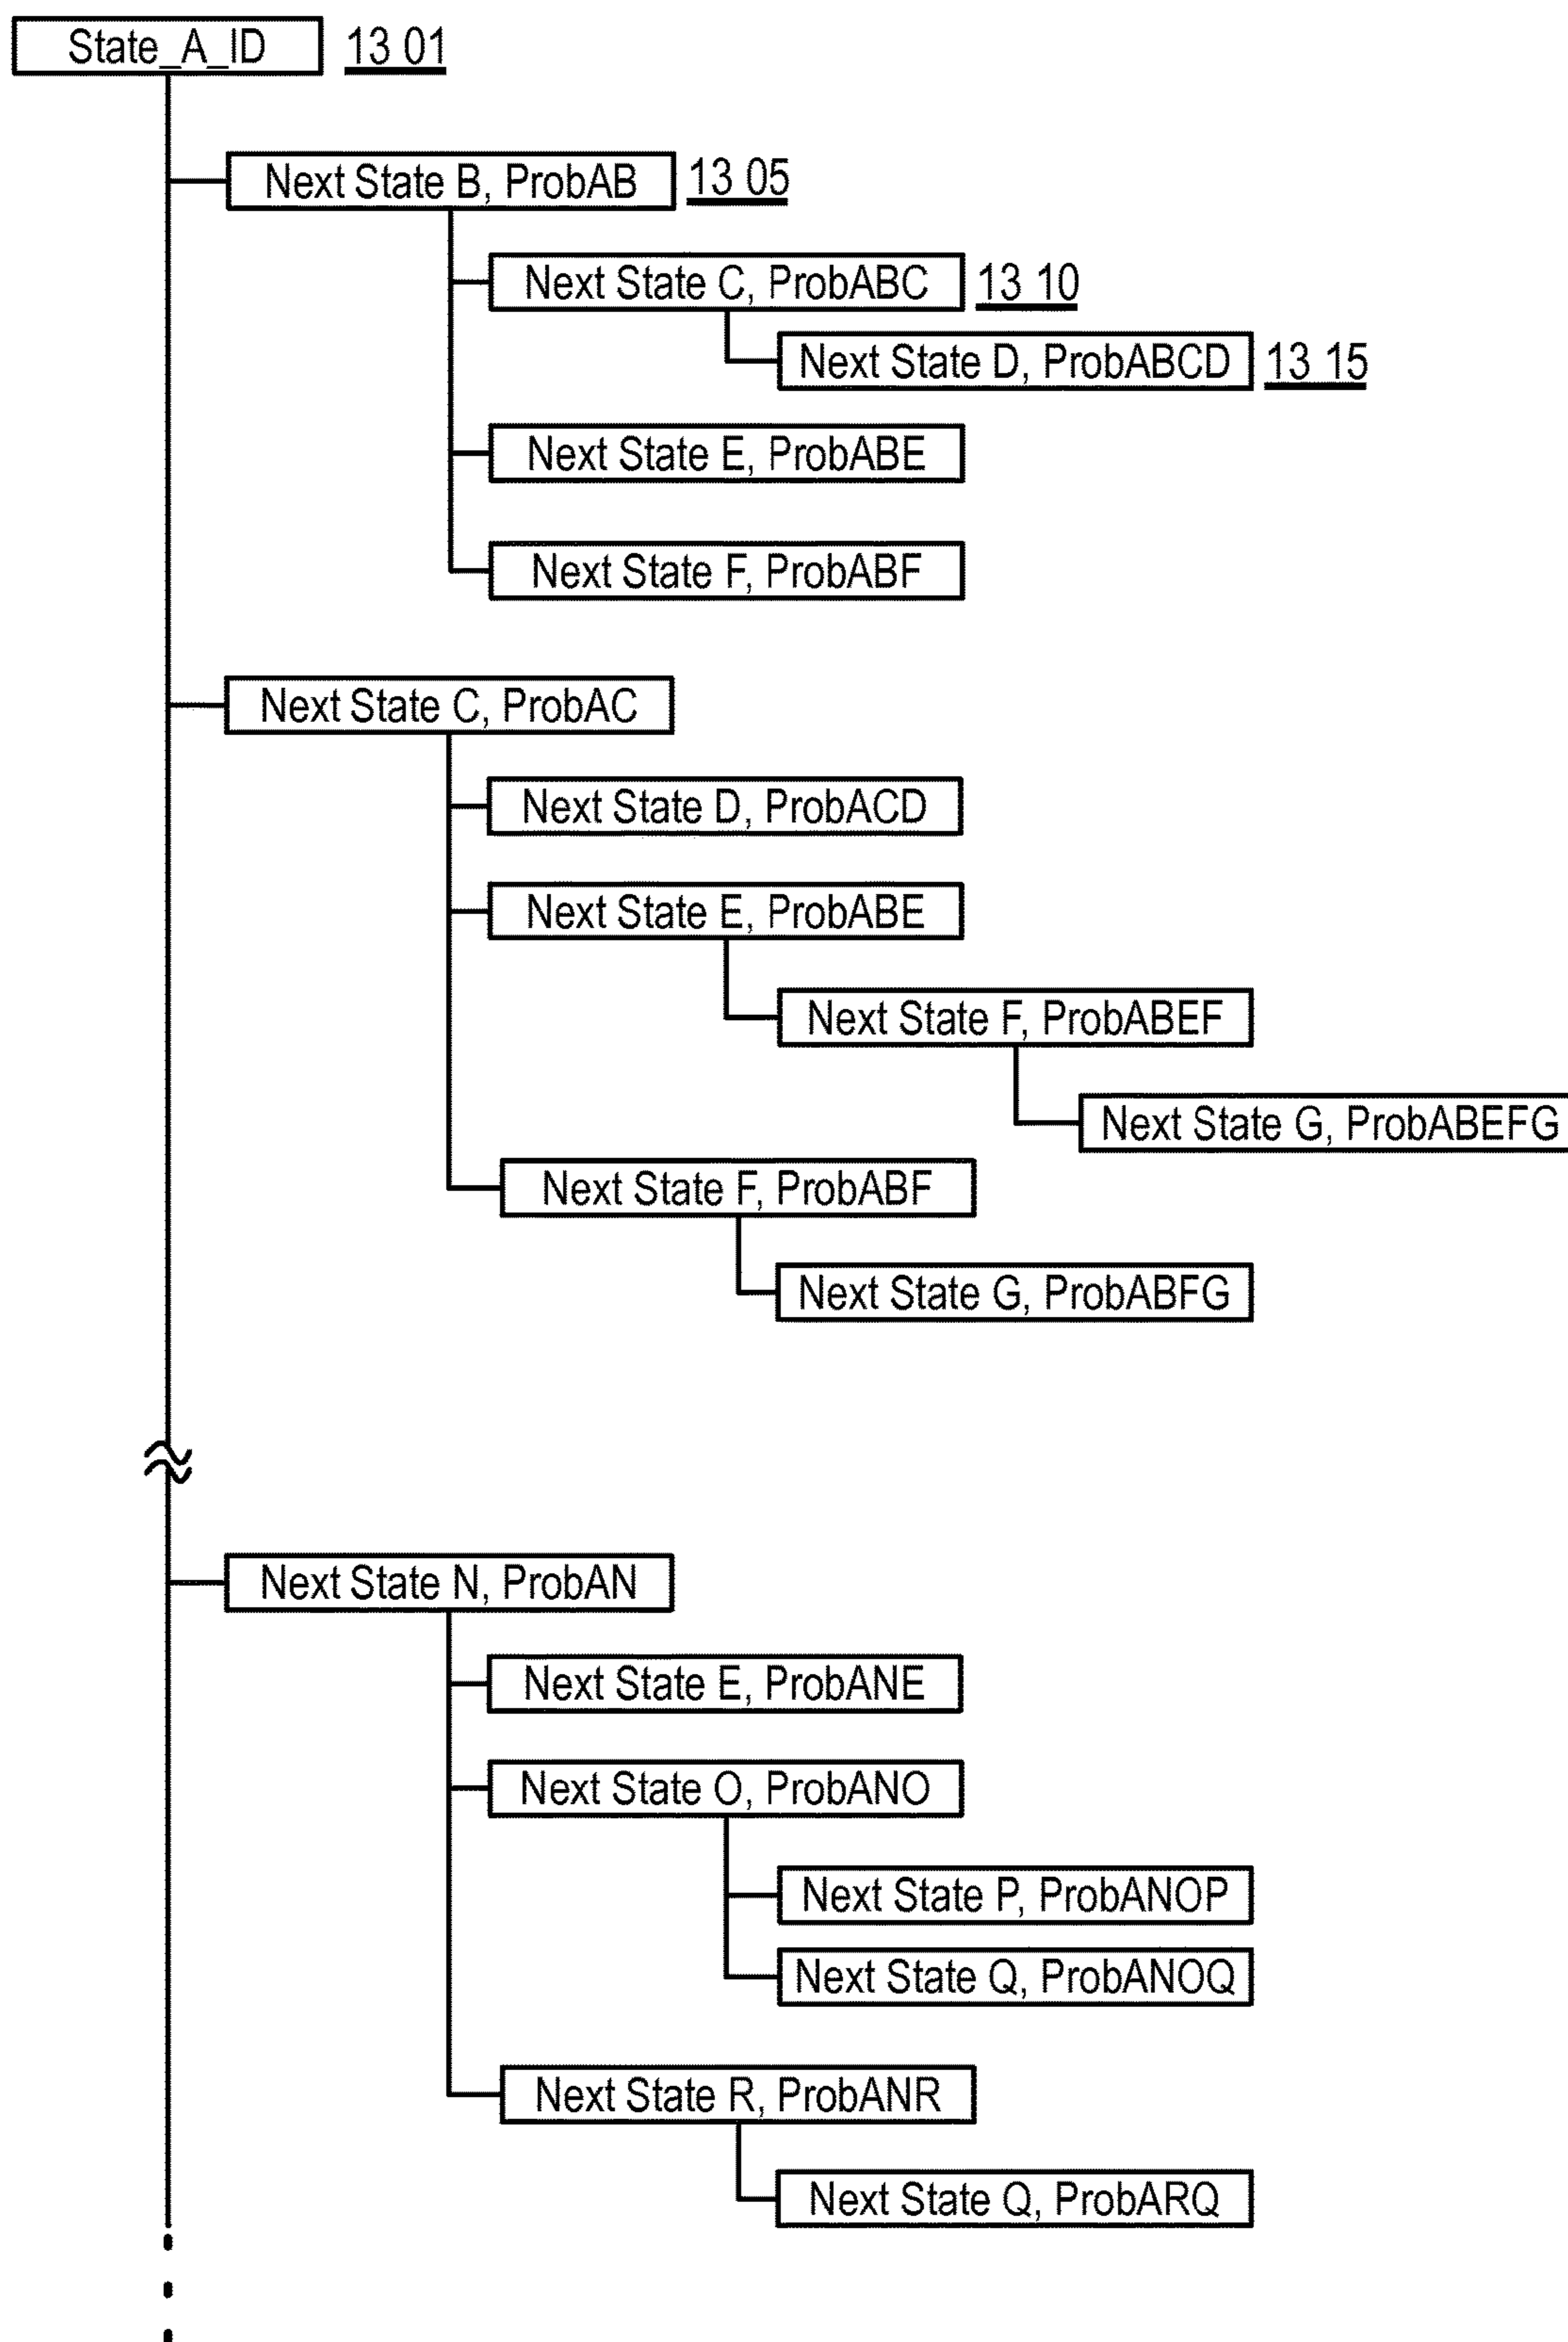 State_A_ID 13 01
Next State B, ProbAB 13 05
Next State C, ProbABC 13 10
Next State D, ProbABCD 13 15
Next State E, ProbABE
Next State F, ProbABF
Next State C, ProbAC
Next State D, ProbACD
Next State E, ProbABE
Next State F, ProbABEF
Next State G, ProbABEFG
Next State F, ProbABF
Next State G, ProbABFG
Next State N, ProbAN
Next State E, ProbANE
Next State O, ProbANO
Next State P, ProbANOP
Next State Q, ProbANOQ
Next State R, ProbANR
Next State Q, ProbARQ